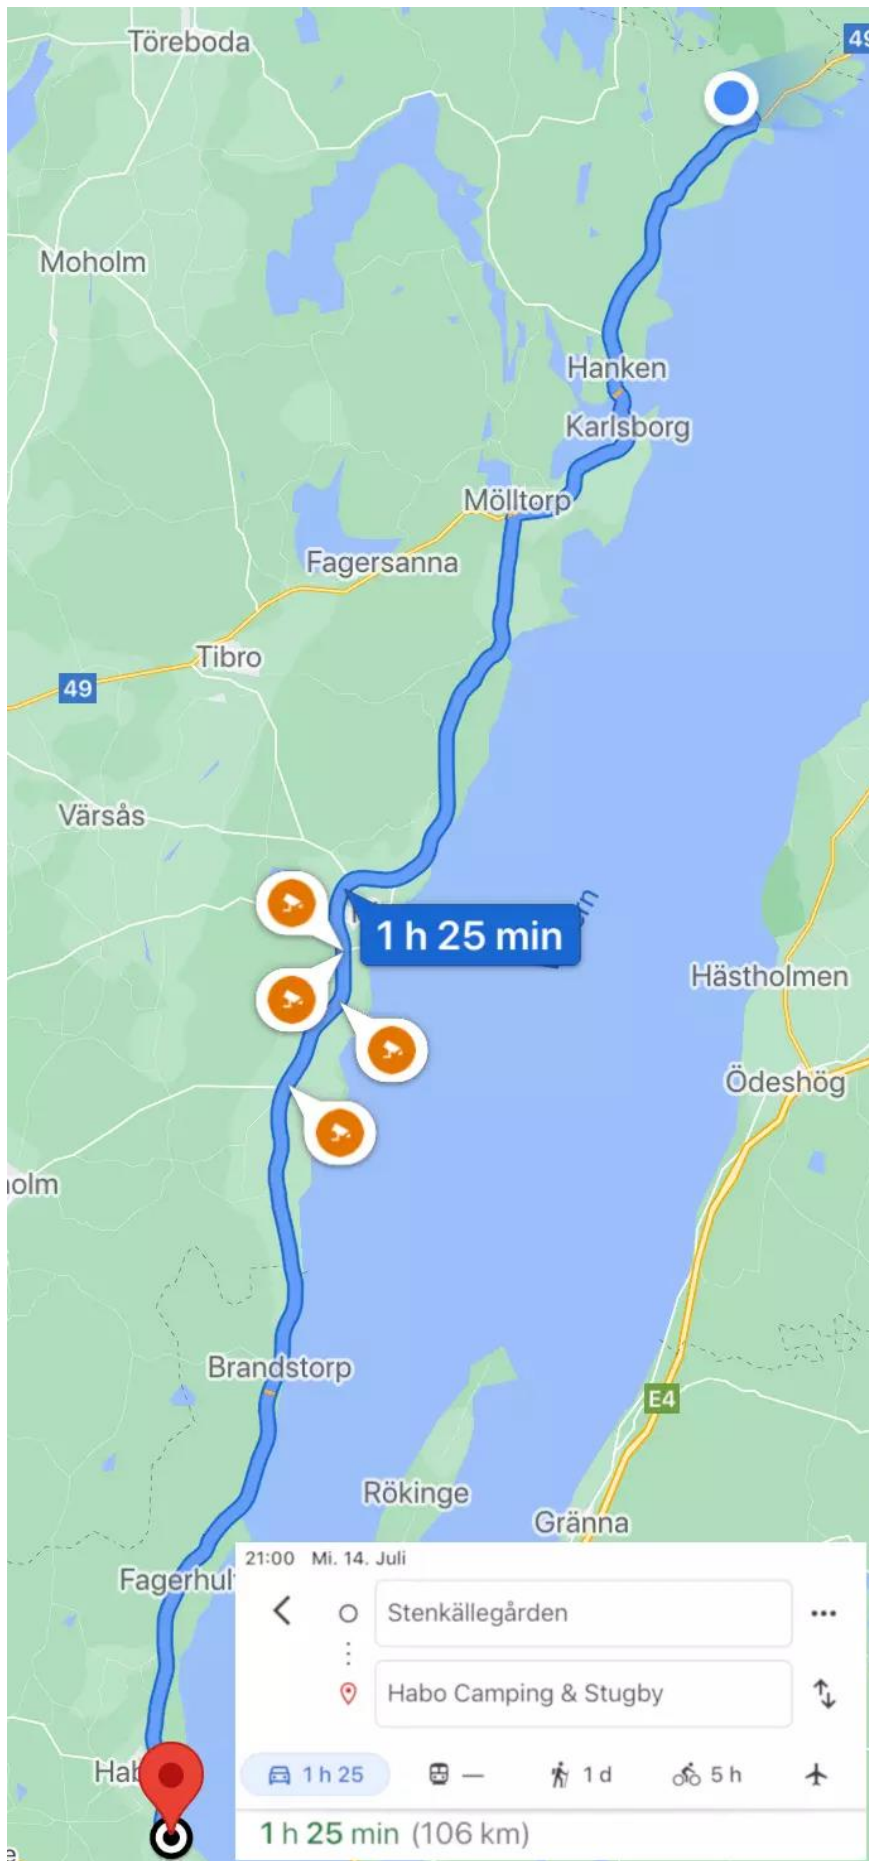 Töreboda
49
Moholm
Hanken
Karlsborg
Mölltorp
Fagersanna
Tibro
49
Värsås
1 h 25 min
Hästholmen
Ödeshög
Brandstorp
E4
Rökinge
Gränna
21:00 Mi. 14. Juli
Fagerhul
Stenkällegården
Habo Camping & Stugby
1 h 25 — 1 d 5 h
1 h 25 min (106 km)